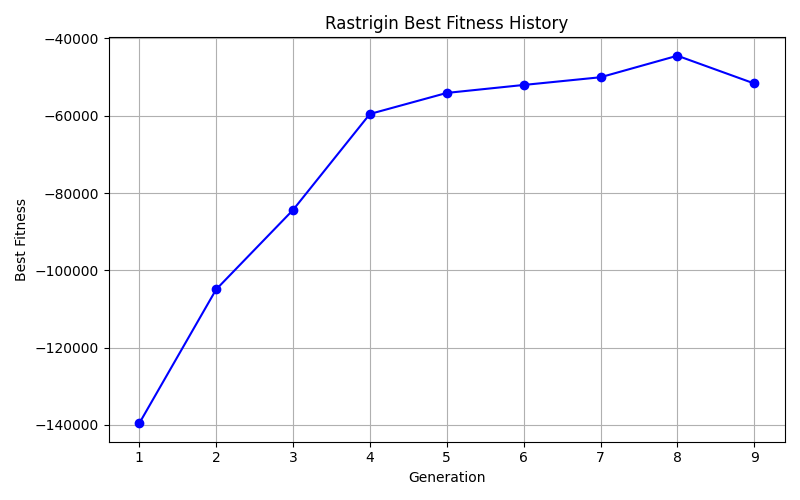 Rastrigin Best Fitness History
−40000
−60000
−80000
−100000
−120000
−140000
Best Fitness
1 2 3 4 5 6 7 8 9
Generation